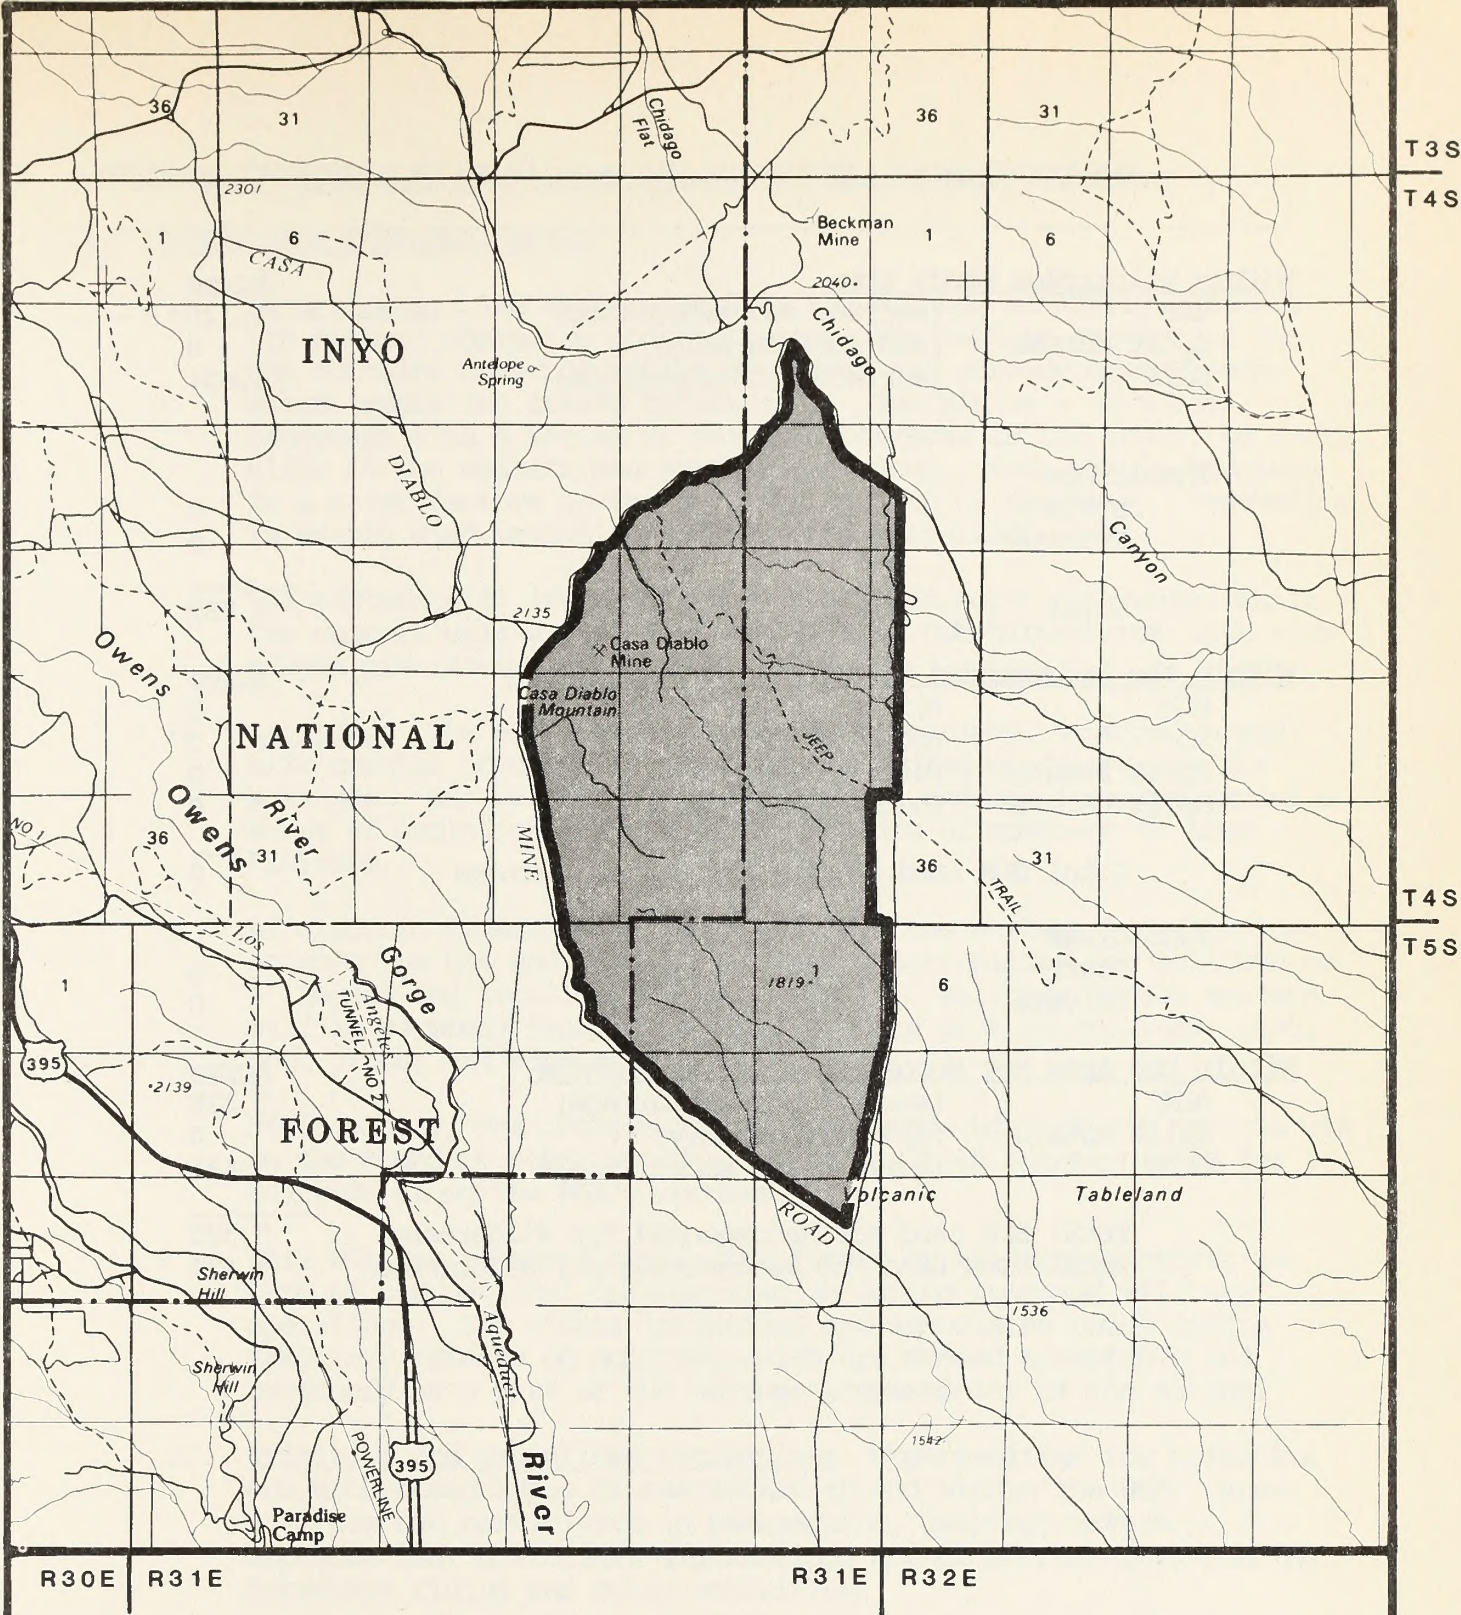 36
31
Chidago
Flat
36
31
T3S
T4S
2301
1
6
CASA
Beckman
Mine
1
6
2040
Chidago
INYO
Antelope
Spring
DIABLO
Canyon
2135
Owens
Casa Diablo
Mine
Casa Diablo
Mountain
NATIONAL
JEEP
Owens
River
NO 1
36
31
MINE
36
31
TRAIL
T4S
T5S
Los
Gorge
1
Angeles
TUNNEL NO 2
1819
1
6
395
2139
FOREST
Volcanic
Tableland
ROAD
Sherwin
Hill
1536
Aqueduct
Sherwin
Hill
1542
POWERLINE
395
River
Paradise
Camp
R30E
R31E
R31E
R32E